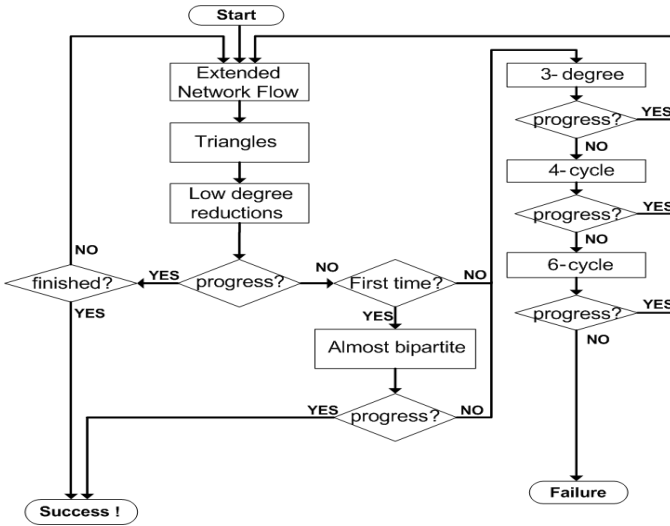 Start
Extended
Network Flow
Triangles
Low degree
reductions
progress?
YES
finished?
NO
YES
Success !
NO
First time?
NO
YES
Almost bipartite
progress?
YES
NO
3- degree
progress?
YES
NO
4- cycle
progress?
YES
NO
6-cycle
progress?
YES
NO
Failure